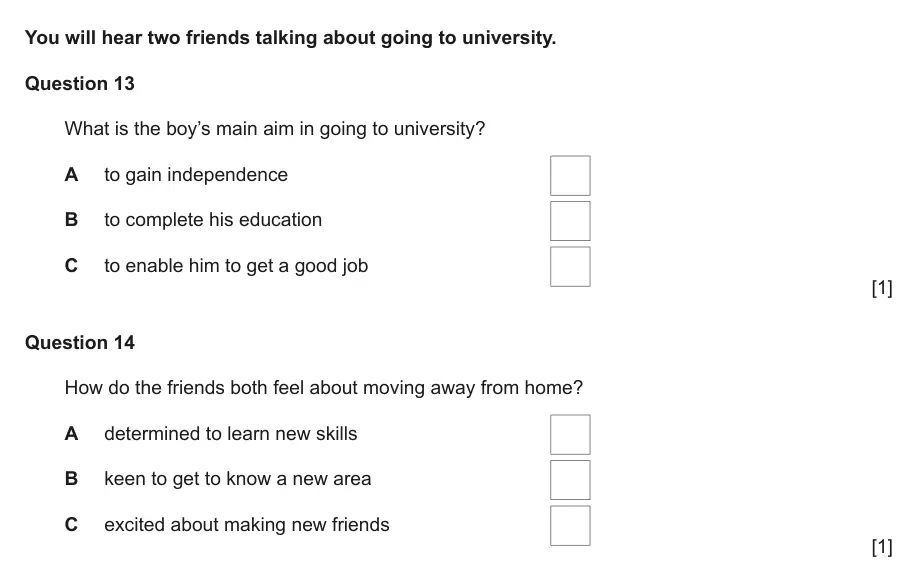 You will hear two friends talking about going to university.
Question 13
What is the boy’s main aim in going to university?
A to gain independence
B to complete his education
C to enable him to get a good job
[1]
Question 14
How do the friends both feel about moving away from home?
A determined to learn new skills
B keen to get to know a new area
C excited about making new friends
[1]